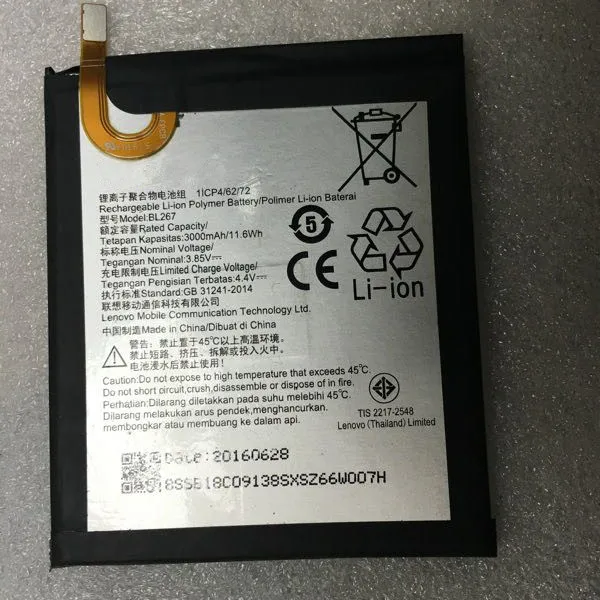 锂离子聚合物电池组 1ICP4/62/72
Rechargeable Li-ion Polymer Battery/Polimer Li-ion Baterai
型号Model:BL267
额定容量Rated Capacity/
Tetapan Kapasitas:3000mAh/11.6Wh
标称电压Nominal Voltage/
Tegangan Nominal:3.85V⎓
充电限制电压Limited Charge Voltage/
Tegangan Pengisian Terbatas:4.4V⎓
执行标准Standard:GB 31241-2014
联想移动通信科技有限公司
Lenovo Mobile Communication Technology Ltd.
中国制造Made in China/Dibuat di China
5
CE
Li-ion
警告:禁止置于45℃以上高温环境。
禁止短路、挤压、拆解或投入火中。
电池浸水后禁止使用!
Caution:Do not expose to high temperature that exceeds 45℃.
Do not short circuit,crush,disassemble or dispose of in fire.
Perhatian:Dilarang diletakkan pada suhu melebihi 45℃.
Dilarang melakukan arus pendek,menghancurkan.
membongkar atau membuang ke dalam api.
TIS 2217-2548
Lenovo (Thailand) Limited
Date:20160628
8SSB18C09138SXSZ66W007H